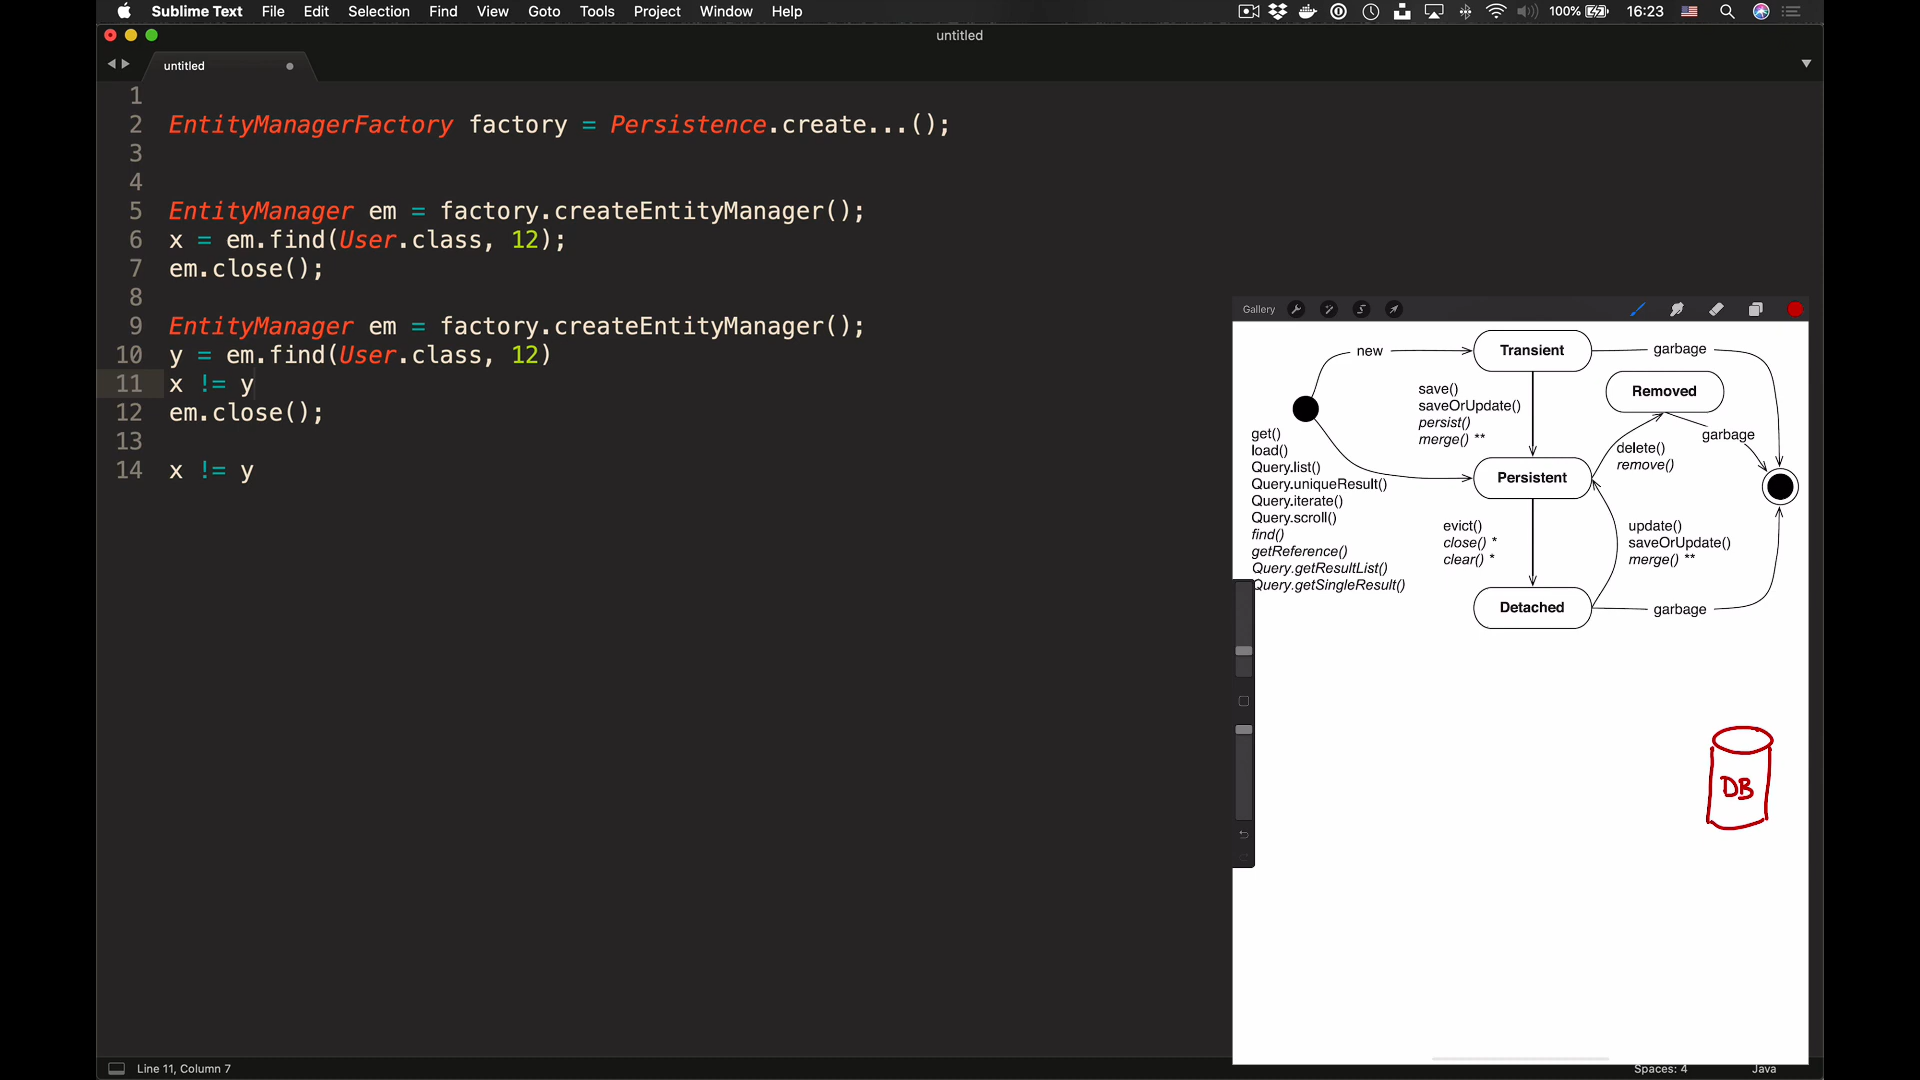 Sublime Text File Edit Selection Find View Goto Tools Project Window Help 100% 16:23
untitled
untitled
1
2 EntityManagerFactory factory = Persistence.create...();
3
4
5 EntityManager em = factory.createEntityManager();
6 x = em.find(User.class, 12);
7 em.close();
8
9 EntityManager em = factory.createEntityManager();
10 y = em.find(User.class, 12)
11 x != y
12 em.close();
13
14 x != y
Gallery
new
Transient
garbage
save()
saveOrUpdate()
persist()
merge() **
Removed
garbage
get()
load()
Query.list()
Query.uniqueResult()
Query.iterate()
Query.scroll()
find()
getReference()
Query.getResultList()
Query.getSingleResult()
delete()
remove()
Persistent
evict()
close() *
clear() *
update()
saveOrUpdate()
merge() **
Detached
garbage
DB
Line 11, Column 7
Spaces: 4
Java